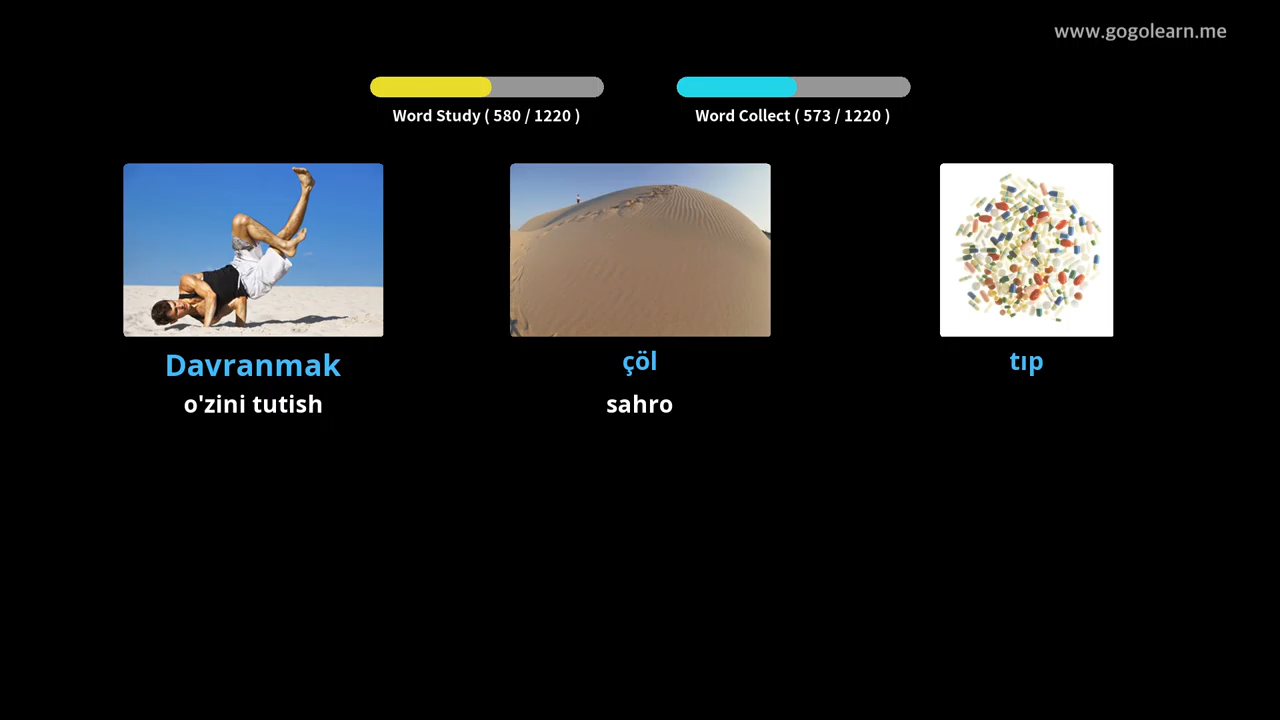 www.gogolearn.me
Word Study ( 580 / 1220 )
Word Collect ( 573 / 1220 )
Davranmak
o'zini tutish
çöl
sahro
tıp